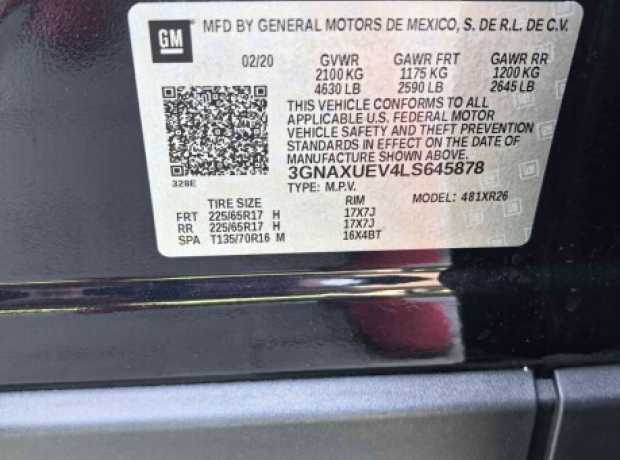 GM
MFD BY GENERAL MOTORS DE MEXICO, S. DE R.L. DE C.V.
02/20 GVWR GAWR FRT GAWR RR
2100 KG 1175 KG 1200 KG
4630 LB 2590 LB 2645 LB
THIS VEHICLE CONFORMS TO ALL
APPLICABLE U.S. FEDERAL MOTOR
VEHICLE SAFETY AND THEFT PREVENTION
STANDARDS IN EFFECT ON THE DATE OF
MANUFACTURE SHOWN ABOVE.
328E
3GNAXUEV4LS645878
TYPE: M.P.V. MODEL: 481XR26
TIRE SIZE RIM
FRT 225/65R17 H 17X7J
RR 225/65R17 H 17X7J
SPA T135/70R16 M 16X4BT